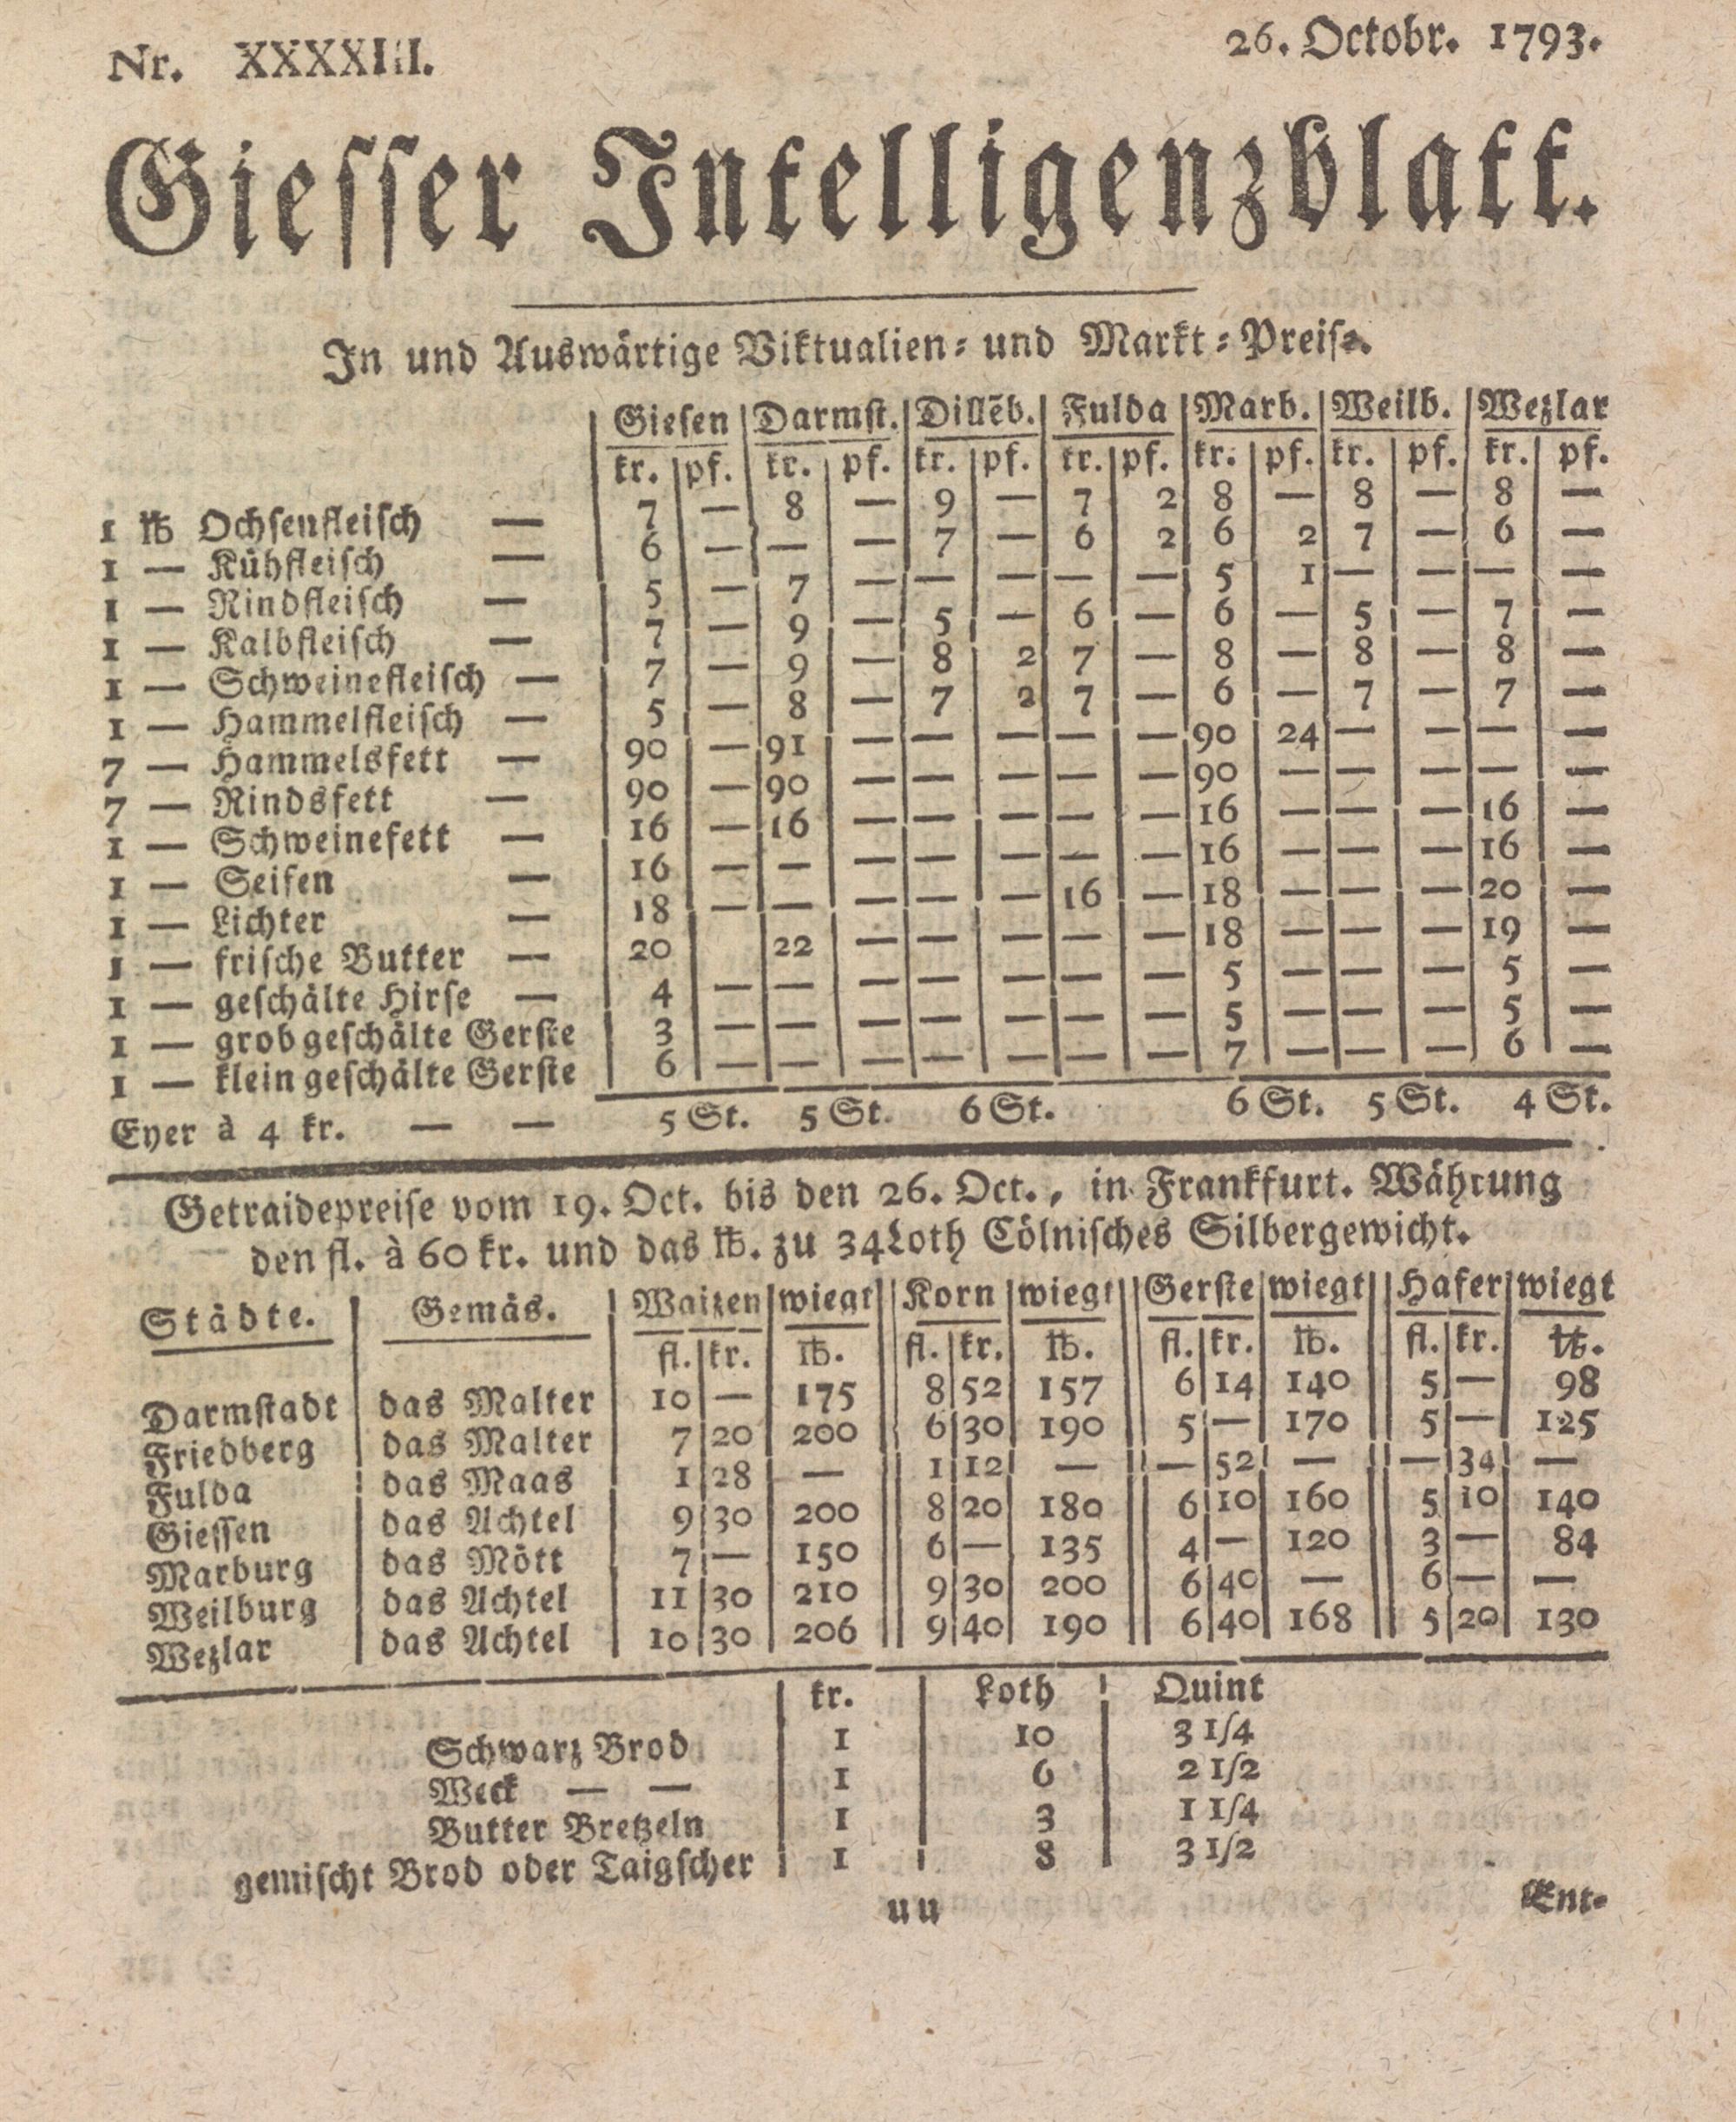 Nr. XXXXIII. 26. Octobr. 1793.
Giesser Intelligenzblatt.
In und Auswärtige Viktualien- und Markt-Preise.
Giesen Darmst. Dillēb. Fulda Marb. Weilb. Wezlar
kr. pf. kr. pf. kr. pf. kr. pf. kr. pf. kr. pf. kr. pf.
1 ℔ Ochsenfleisch — 7 — 8 — 9 — 7 2 8 — 8 — 8 —
1 — Kühfleisch — 6 — — — 7 — 6 2 6 2 7 — 6 —
1 — Rindfleisch — 5 — 7 — — — — — 5 1 — — — —
1 — Kalbfleisch — 7 — 9 — 5 — 6 — 6 — 5 — 7 —
1 — Schweinefleisch — 7 — 9 — 8 2 7 — 8 — 8 — 8 —
1 — Hammelfleisch — 5 — 8 — 7 2 7 — 6 — 7 — 7 —
7 — Hammelsfett — 90 — 91 — — — — — 90 24 — — — —
7 — Rindsfett — 90 — 90 — — — — — 90 — — — — —
1 — Schweinefett — 16 — 16 — — — — — 16 — — — 16 —
1 — Seifen — 16 — — — — — — — 16 — — — 16 —
1 — Lichter — 18 — — — — — 16 — 18 — — — 20 —
1 — frische Butter — 20 22 — — — — — 18 — — — 19 —
1 — geschälte Hirse — 4 — — — — — — — 5 — — — 5 —
1 — grob geschälte Gerste 3 — — — — — — — 5 — — — 5 —
1 — klein geschälte Gerste 6 — — — — — — — 7 — — — 6 —
Eyer à 4 kr. — — 5 St. 5 St. 6 St. 6 St. 5 St. 4 St.
Getraidepreise vom 19. Oct. bis den 26. Oct., in Frankfurt. Währung
den fl. à 60 kr. und das ℔. zu 34 Loth Cölnisches Silbergewicht.
Städte. Gemäs. Waizen wiegt Korn wiegt Gerste wiegt Hafer wiegt
fl. kr. ℔. fl. kr. ℔. fl. kr. ℔. fl. kr. ℔.
Darmstadt das Malter 10 — 175 8 52 157 6 14 140 5 — 98
Friedberg das Malter 7 20 200 6 30 190 5 — 170 5 — 125
Fulda das Maas 1 28 — 1 12 — — 52 — — 34 —
Giessen das Achtel 9 30 200 8 20 180 6 10 160 5 10 140
Marburg das Mött 7 — 150 6 — 135 4 — 120 3 — 84
Weilburg das Achtel 11 30 210 9 30 200 6 40 — 6 — —
Wezlar das Achtel 10 30 206 9 40 190 6 40 168 5 20 130
kr. Loth Quint
Schwarz Brod 1 10 3 1/4
Weck — — 1 6 2 1/2
Butter Bretzeln 1 3 1 1/4
gemischt Brod oder Taigscher 1 8 3 1/2
uu Ent-